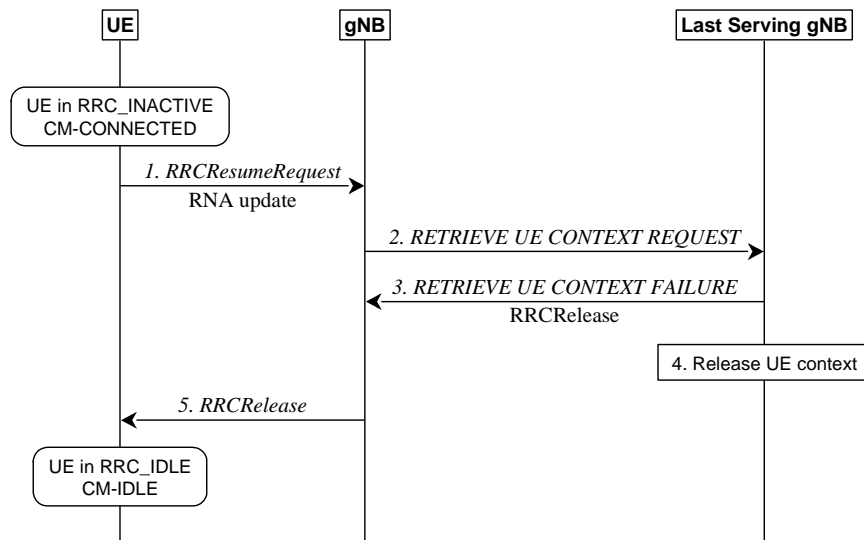 UE
gNB
Last Serving gNB
UE in RRC_INACTIVE
CM-CONNECTED
1. RRCResumeRequest
RNA update
2. RETRIEVE UE CONTEXT REQUEST
3. RETRIEVE UE CONTEXT FAILURE
RRCRelease
4. Release UE context
5. RRCRelease
UE in RRC_IDLE
CM-IDLE